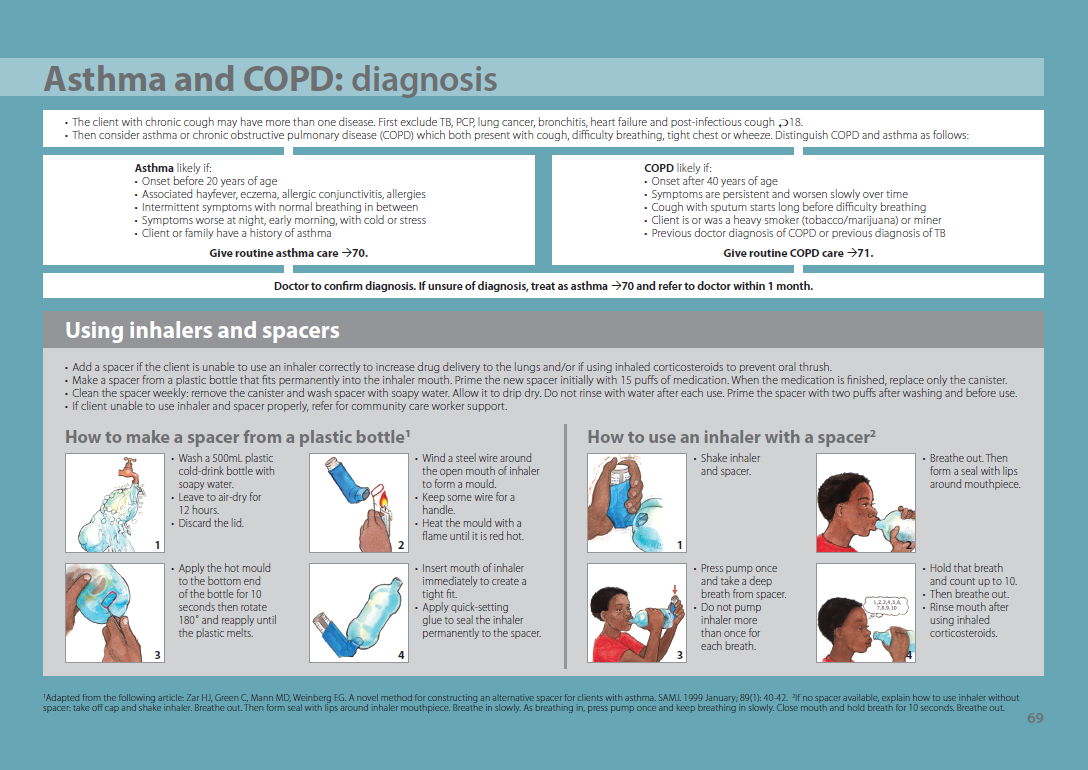 Asthma and COPD: diagnosis
• The client with chronic cough may have more than one disease. First exclude TB, PCP, lung cancer, bronchitis, heart failure and post-infectious cough ⮌18.
• Then consider asthma or chronic obstructive pulmonary disease (COPD) which both present with cough, difficulty breathing, tight chest or wheeze. Distinguish COPD and asthma as follows:
Asthma likely if:
• Onset before 20 years of age
• Associated hayfever, eczema, allergic conjunctivitis, allergies
• Intermittent symptoms with normal breathing in between
• Symptoms worse at night, early morning, with cold or stress
• Client or family have a history of asthma
Give routine asthma care →70.
COPD likely if:
• Onset after 40 years of age
• Symptoms are persistent and worsen slowly over time
• Cough with sputum starts long before difficulty breathing
• Client is or was a heavy smoker (tobacco/marijuana) or miner
• Previous doctor diagnosis of COPD or previous diagnosis of TB
Give routine COPD care →71.
Doctor to confirm diagnosis. If unsure of diagnosis, treat as asthma →70 and refer to doctor within 1 month.
Using inhalers and spacers
• Add a spacer if the client is unable to use an inhaler correctly to increase drug delivery to the lungs and/or if using inhaled corticosteroids to prevent oral thrush.
• Make a spacer from a plastic bottle that fits permanently into the inhaler mouth. Prime the new spacer initially with 15 puffs of medication. When the medication is finished, replace only the canister.
• Clean the spacer weekly: remove the canister and wash spacer with soapy water. Allow it to drip dry. Do not rinse with water after each use. Prime the spacer with two puffs after washing and before use.
• If client unable to use inhaler and spacer properly, refer for community care worker support.
How to make a spacer from a plastic bottle¹
• Wash a 500mL plastic
cold-drink bottle with
soapy water.
• Leave to air-dry for
12 hours.
• Discard the lid.
1
• Wind a steel wire around
the open mouth of inhaler
to form a mould.
• Keep some wire for a
handle.
• Heat the mould with a
flame until it is red hot.
2
• Apply the hot mould
to the bottom end
of the bottle for 10
seconds then rotate
180° and reapply until
the plastic melts.
3
• Insert mouth of inhaler
immediately to create a
tight fit.
• Apply quick-setting
glue to seal the inhaler
permanently to the spacer.
4
How to use an inhaler with a spacer²
• Shake inhaler
and spacer.
1
• Breathe out. Then
form a seal with lips
around mouthpiece.
2
• Press pump once
and take a deep
breath from spacer.
• Do not pump
inhaler more
than once for
each breath.
3
1,2,3,4,5,6,
7,8,9,10
• Hold that breath
and count up to 10.
• Then breathe out.
• Rinse mouth after
using inhaled
corticosteroids.
4
¹Adapted from the following article: Zar HJ, Green C, Mann MD, Weinberg EG. A novel method for constructing an alternative spacer for clients with asthma. SAMJ. 1999 January; 89(1): 40-42. ²If no spacer available, explain how to use inhaler without
spacer: take off cap and shake inhaler. Breathe out. Then form seal with lips around inhaler mouthpiece. Breathe in slowly. As breathing in, press pump once and keep breathing in slowly. Close mouth and hold breath for 10 seconds. Breathe out.
69